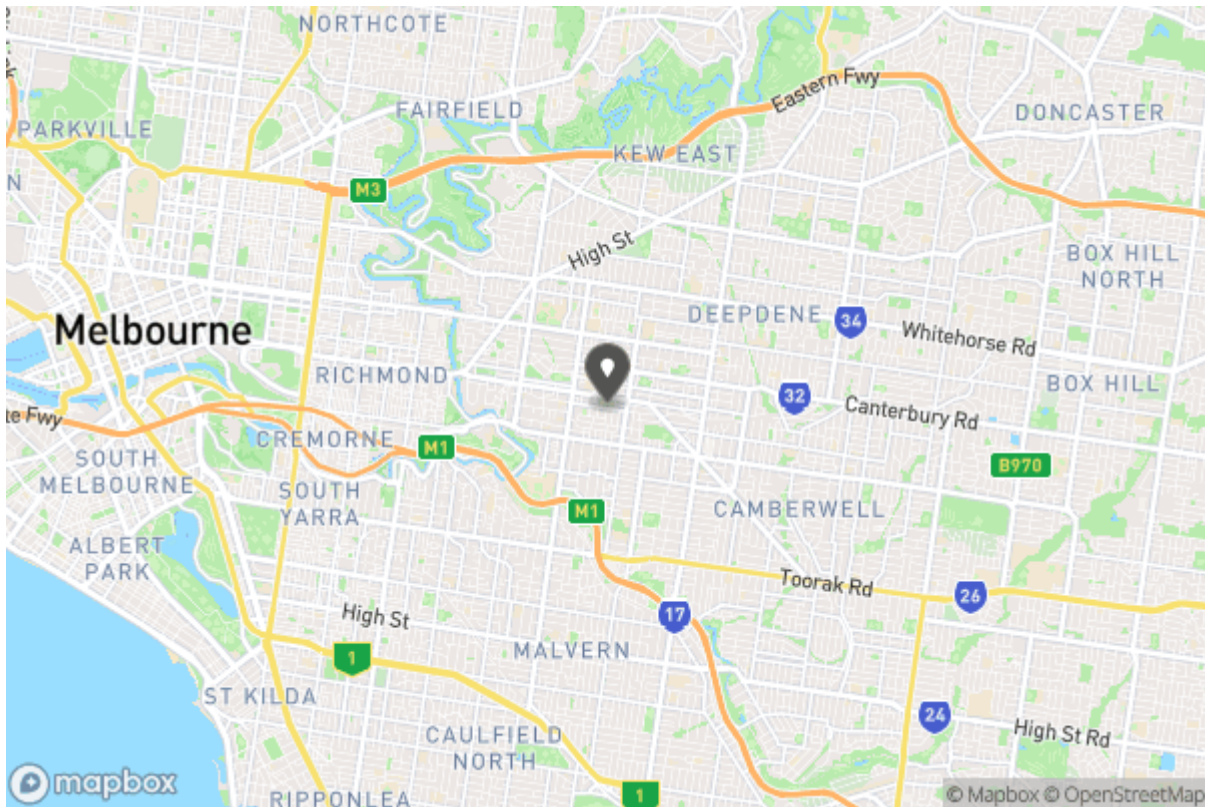 NORTHCOTE
Eastern Fwy
FAIRFIELD
DONCASTER
PARKVILLE
KEW EAST
N
M3
High St
BOX HILL
NORTH
DEEPDENE
34
Whitehorse Rd
Melbourne
RICHMOND
BOX HILL
32
Canterbury Rd
te Fwy
CREMORNE
M1
SOUTH
MELBOURNE
B970
SOUTH
YARRA
M1
CAMBERWELL
ALBERT
PARK
Toorak Rd
26
High St
17
1
MALVERN
ST KILDA
24
High St Rd
CAULFIELD
NORTH
mapbox
RIPPONLEA
1
© Mapbox © OpenStreetMap